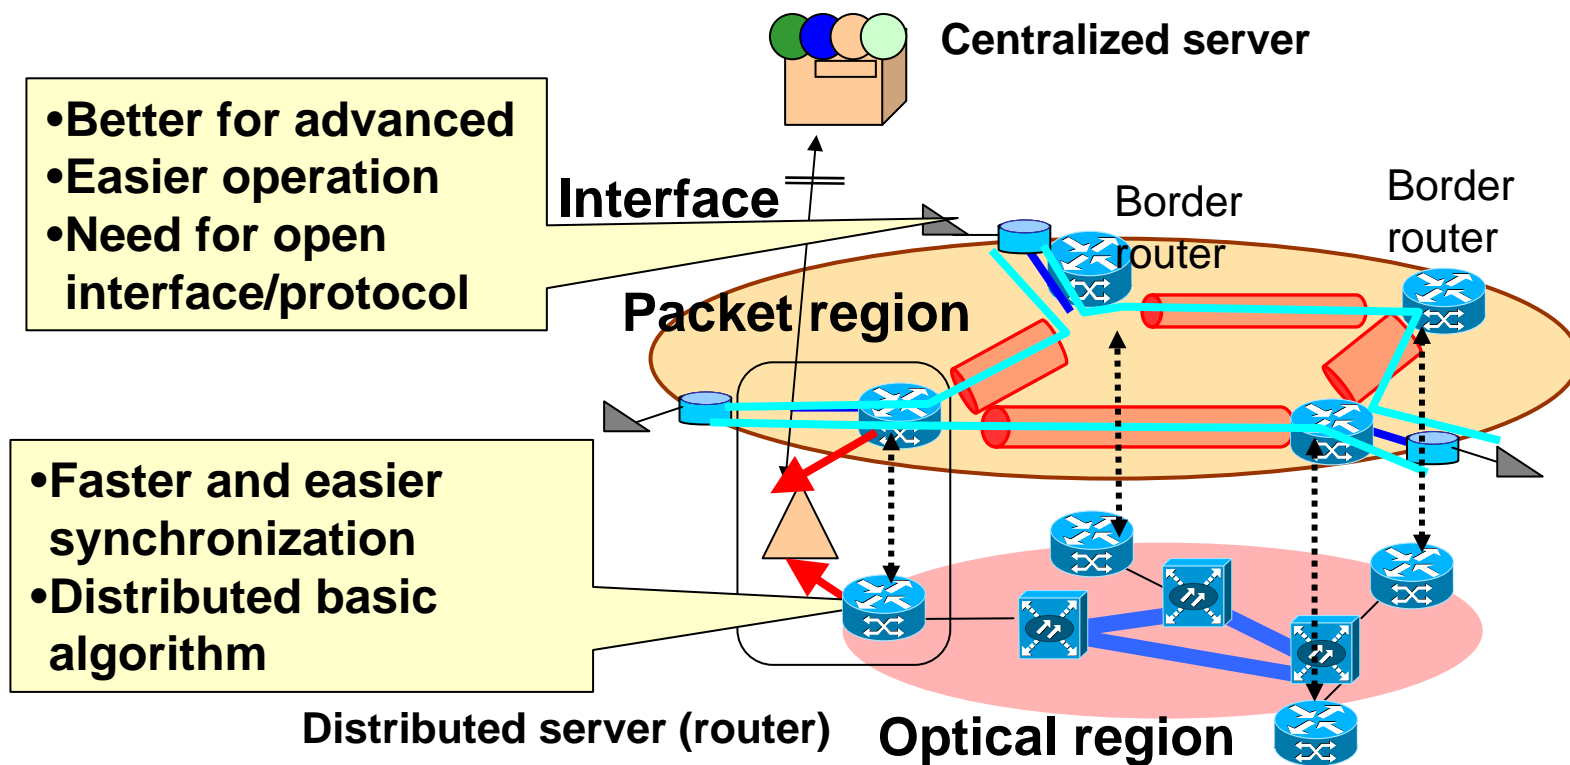 Centralized server
•Better for advanced
•Easier operation
•Need for open
interface/protocol
Interface
Border
router
Border
router
Packet region
•Faster and easier
synchronization
•Distributed basic
algorithm
Distributed server (router)
Optical region